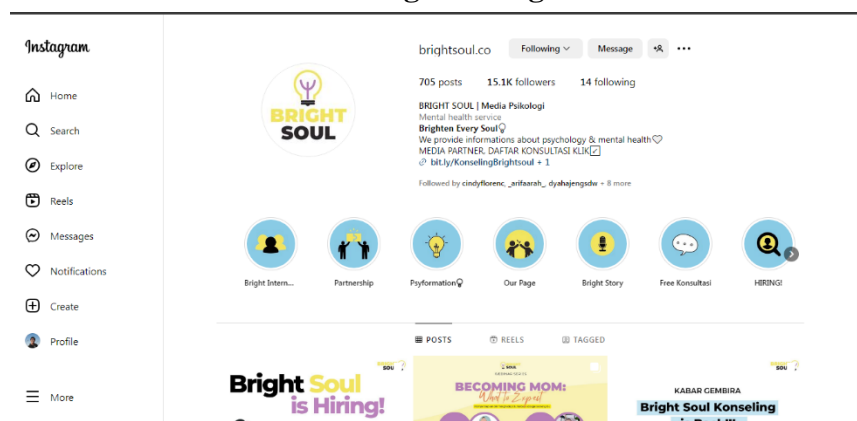 Instagram
Home
Search
Explore
Reels
Messages
Notifications
Create
Profile
More
brightsoul.co Following Message
705 posts 15.1K followers 14 following
BRIGHT SOUL | Media Psikologi
Mental health service
Brighten Every Soul
We provide informations about psychology & mental health
MEDIA PARTNER, DAFTAR KONSULTASI KLIK
bit.ly/KonselingBrightsoul + 1
Followed by cindyflorenc, _arifaarah_, dyahajengsdw + 8 more
BRIGHT
SOUL
Bright Intern... Partnership Psyformation Our Page Bright Story Free Konsultasi HIRING!
POSTS REELS TAGGED
Bright Soul
is Hiring!
BECOMING MOM:
What to Expect
SOU
KABAR GEMBIRA
Bright Soul Konseling